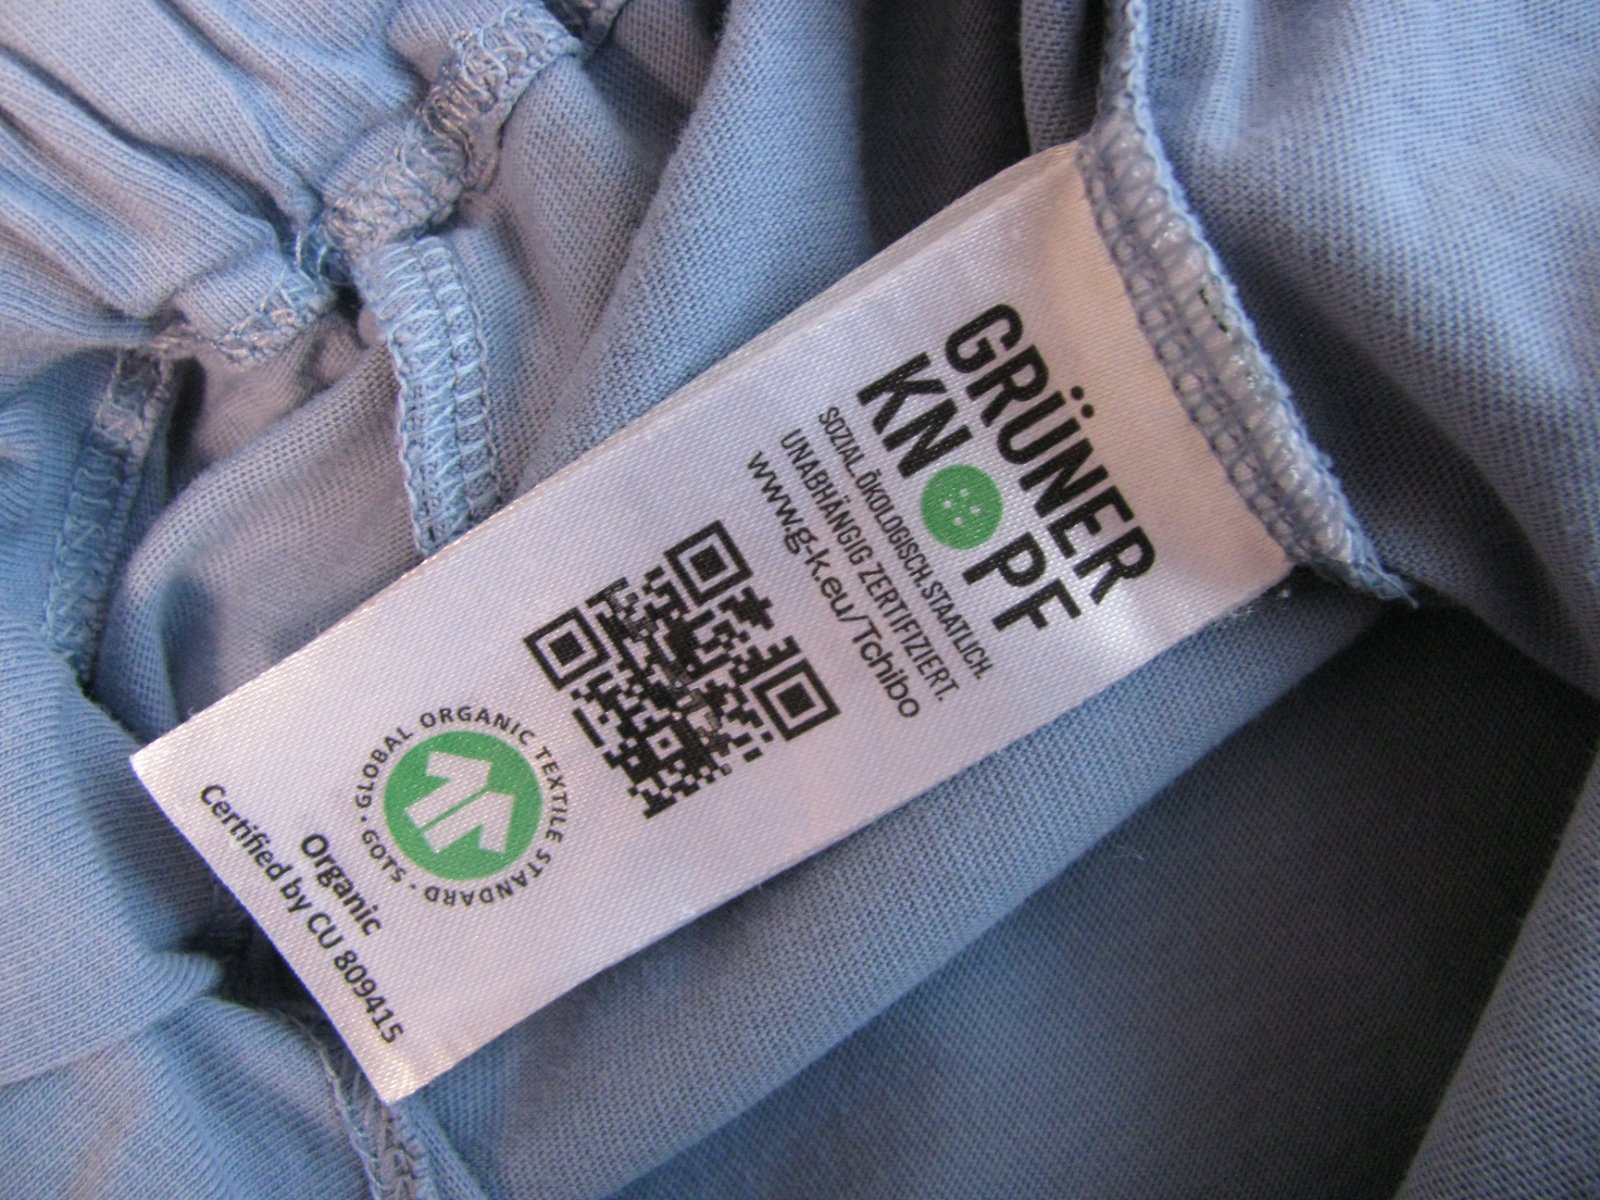 GRÜNER
KNOPF
SOZIAL.ÖKOLOGISCH.STAATLICH.
UNABHÄNGIG ZERTIFIZIERT.
www.g-k.eu/Tchibo
GLOBAL ORGANIC TEXTILE STANDARD · GOTS ·
Organic
Certified by CU 809415